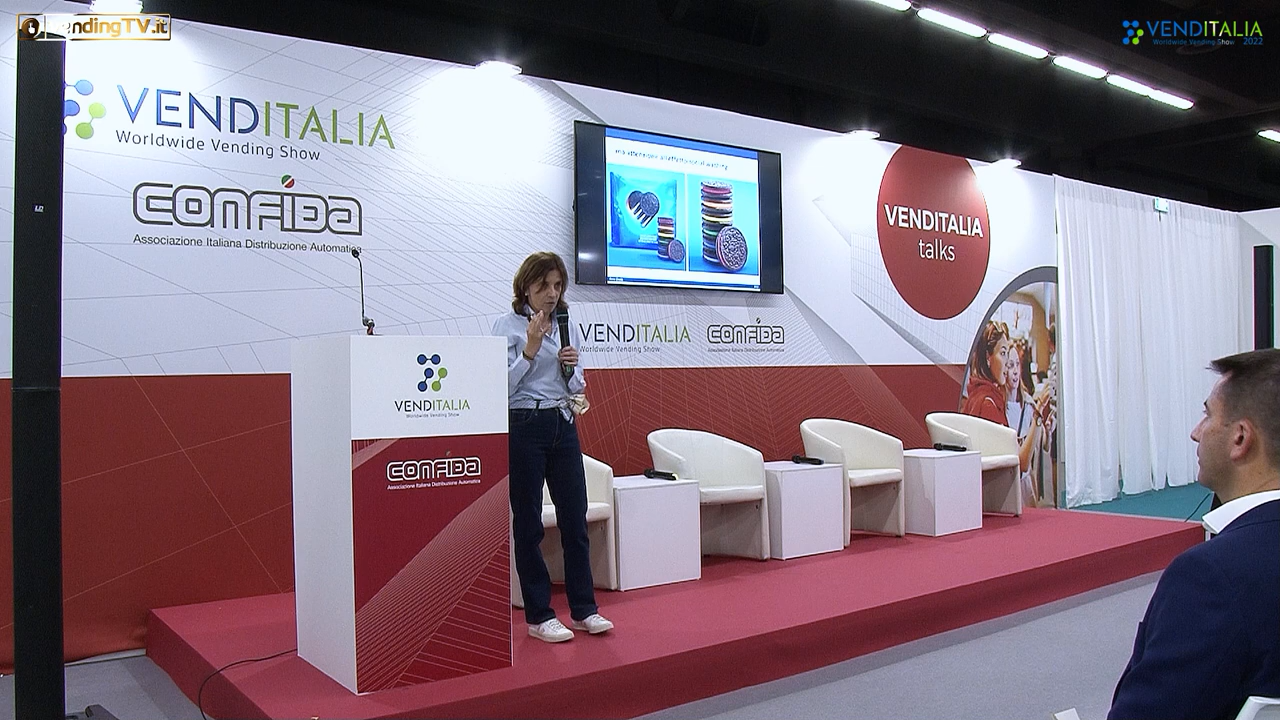 VendingTV.it
VENDITALIA
Worldwide Vending Show 2022
VENDITALIA
Worldwide Vending Show
CONFIDA
Associazione Italiana Distribuzione Automatica
VENDITALIA
talks
VENDITALIA
Worldwide Vending Show
CONFIDA
VENDITALIA
Worldwide Vending Show
CONFIDA
Associazione Italiana Distribuzione Automatica